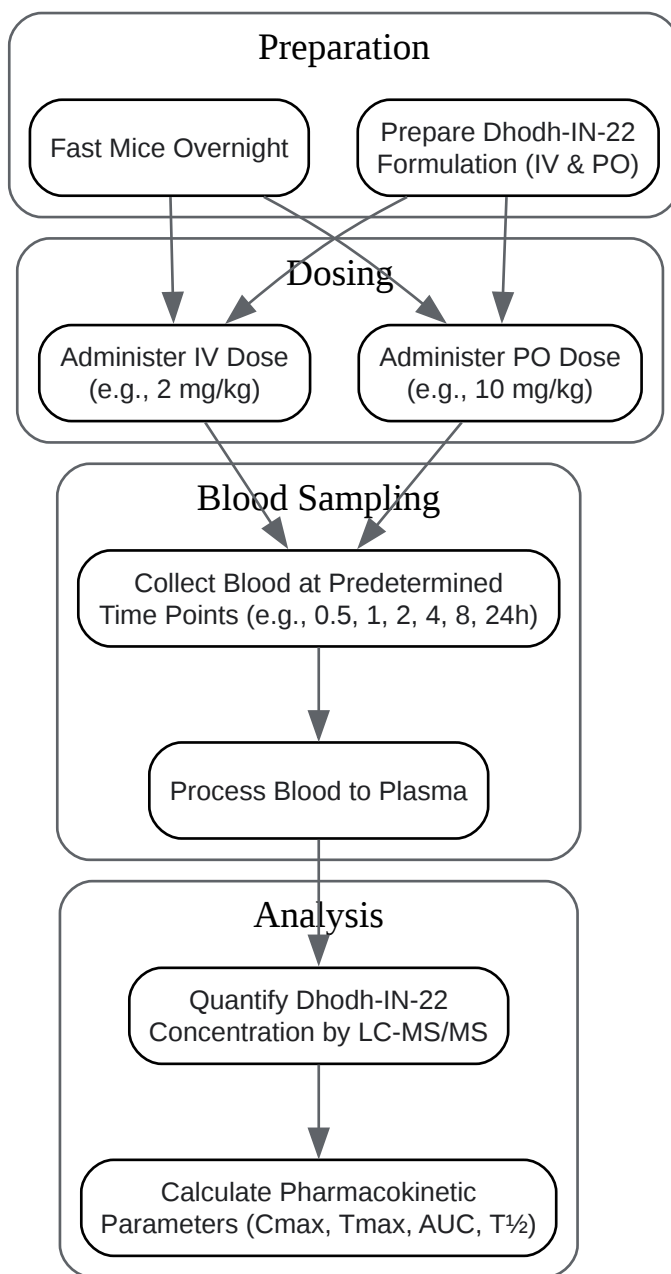 Preparation
Fast Mice Overnight
Prepare Dhodh-IN-22
Formulation (IV & PO)
Dosing
Administer IV Dose
(e.g., 2 mg/kg)
Administer PO Dose
(e.g., 10 mg/kg)
Blood Sampling
Collect Blood at Predetermined
Time Points (e.g., 0.5, 1, 2, 4, 8, 24h)
Process Blood to Plasma
Analysis
Quantify Dhodh-IN-22
Concentration by LC-MS/MS
Calculate Pharmacokinetic
Parameters (Cmax, Tmax, AUC, T½)